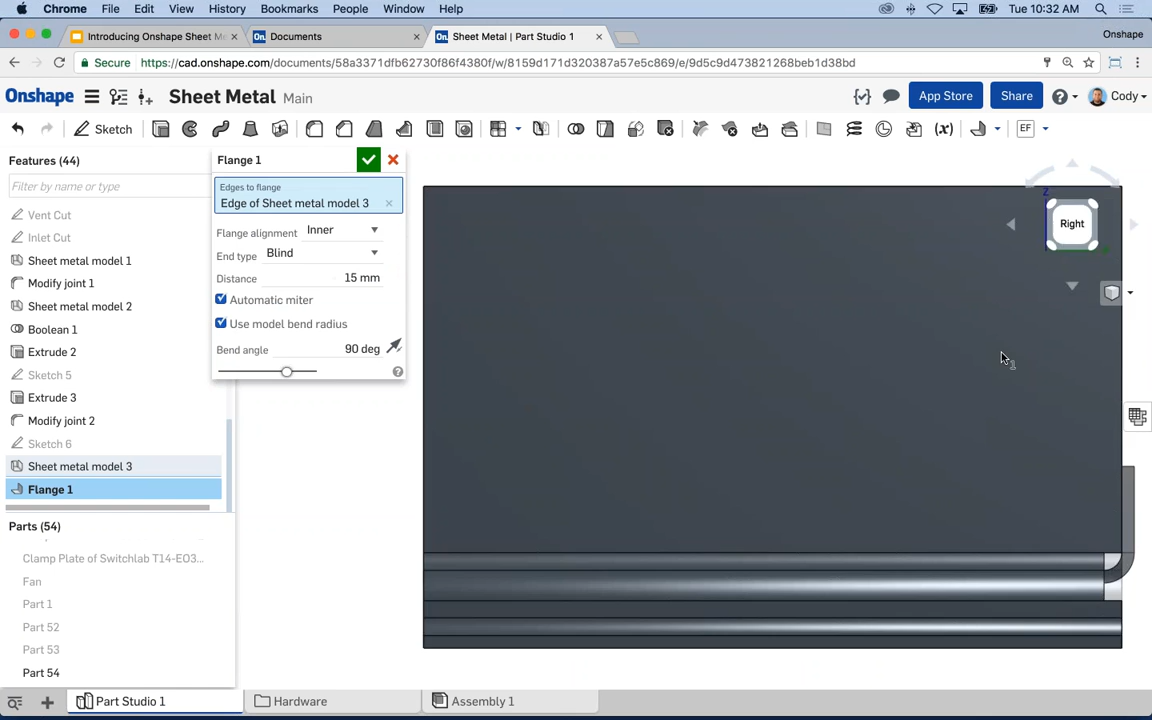 Chrome File Edit View History Bookmarks People Window Help Tue 10:32 AM
Introducing Onshape Sheet Me
Documents
Sheet Metal | Part Studio 1
Onshape
Secure https://cad.onshape.com/documents/58a3371dfb62730f86f4380f/w/8159d171d320387a57e5c869/e/9d5c9d473821268beb1d38bd
Onshape Sheet Metal Main App Store Share Cody
Sketch (x) EF
Features (44)
Filter by name or type
Vent Cut
Inlet Cut
Sheet metal model 1
Modify joint 1
Sheet metal model 2
Boolean 1
Extrude 2
Sketch 5
Extrude 3
Modify joint 2
Sketch 6
Sheet metal model 3
Flange 1
Parts (54)
Clamp Plate of Switchlab T14-EO3...
Fan
Part 1
Part 52
Part 53
Part 54
Flange 1
Edges to flange
Edge of Sheet metal model 3
Flange alignment Inner
End type Blind
Distance 15 mm
Automatic miter
Use model bend radius
Bend angle 90 deg
Z
Right
1
Part Studio 1
Hardware
Assembly 1